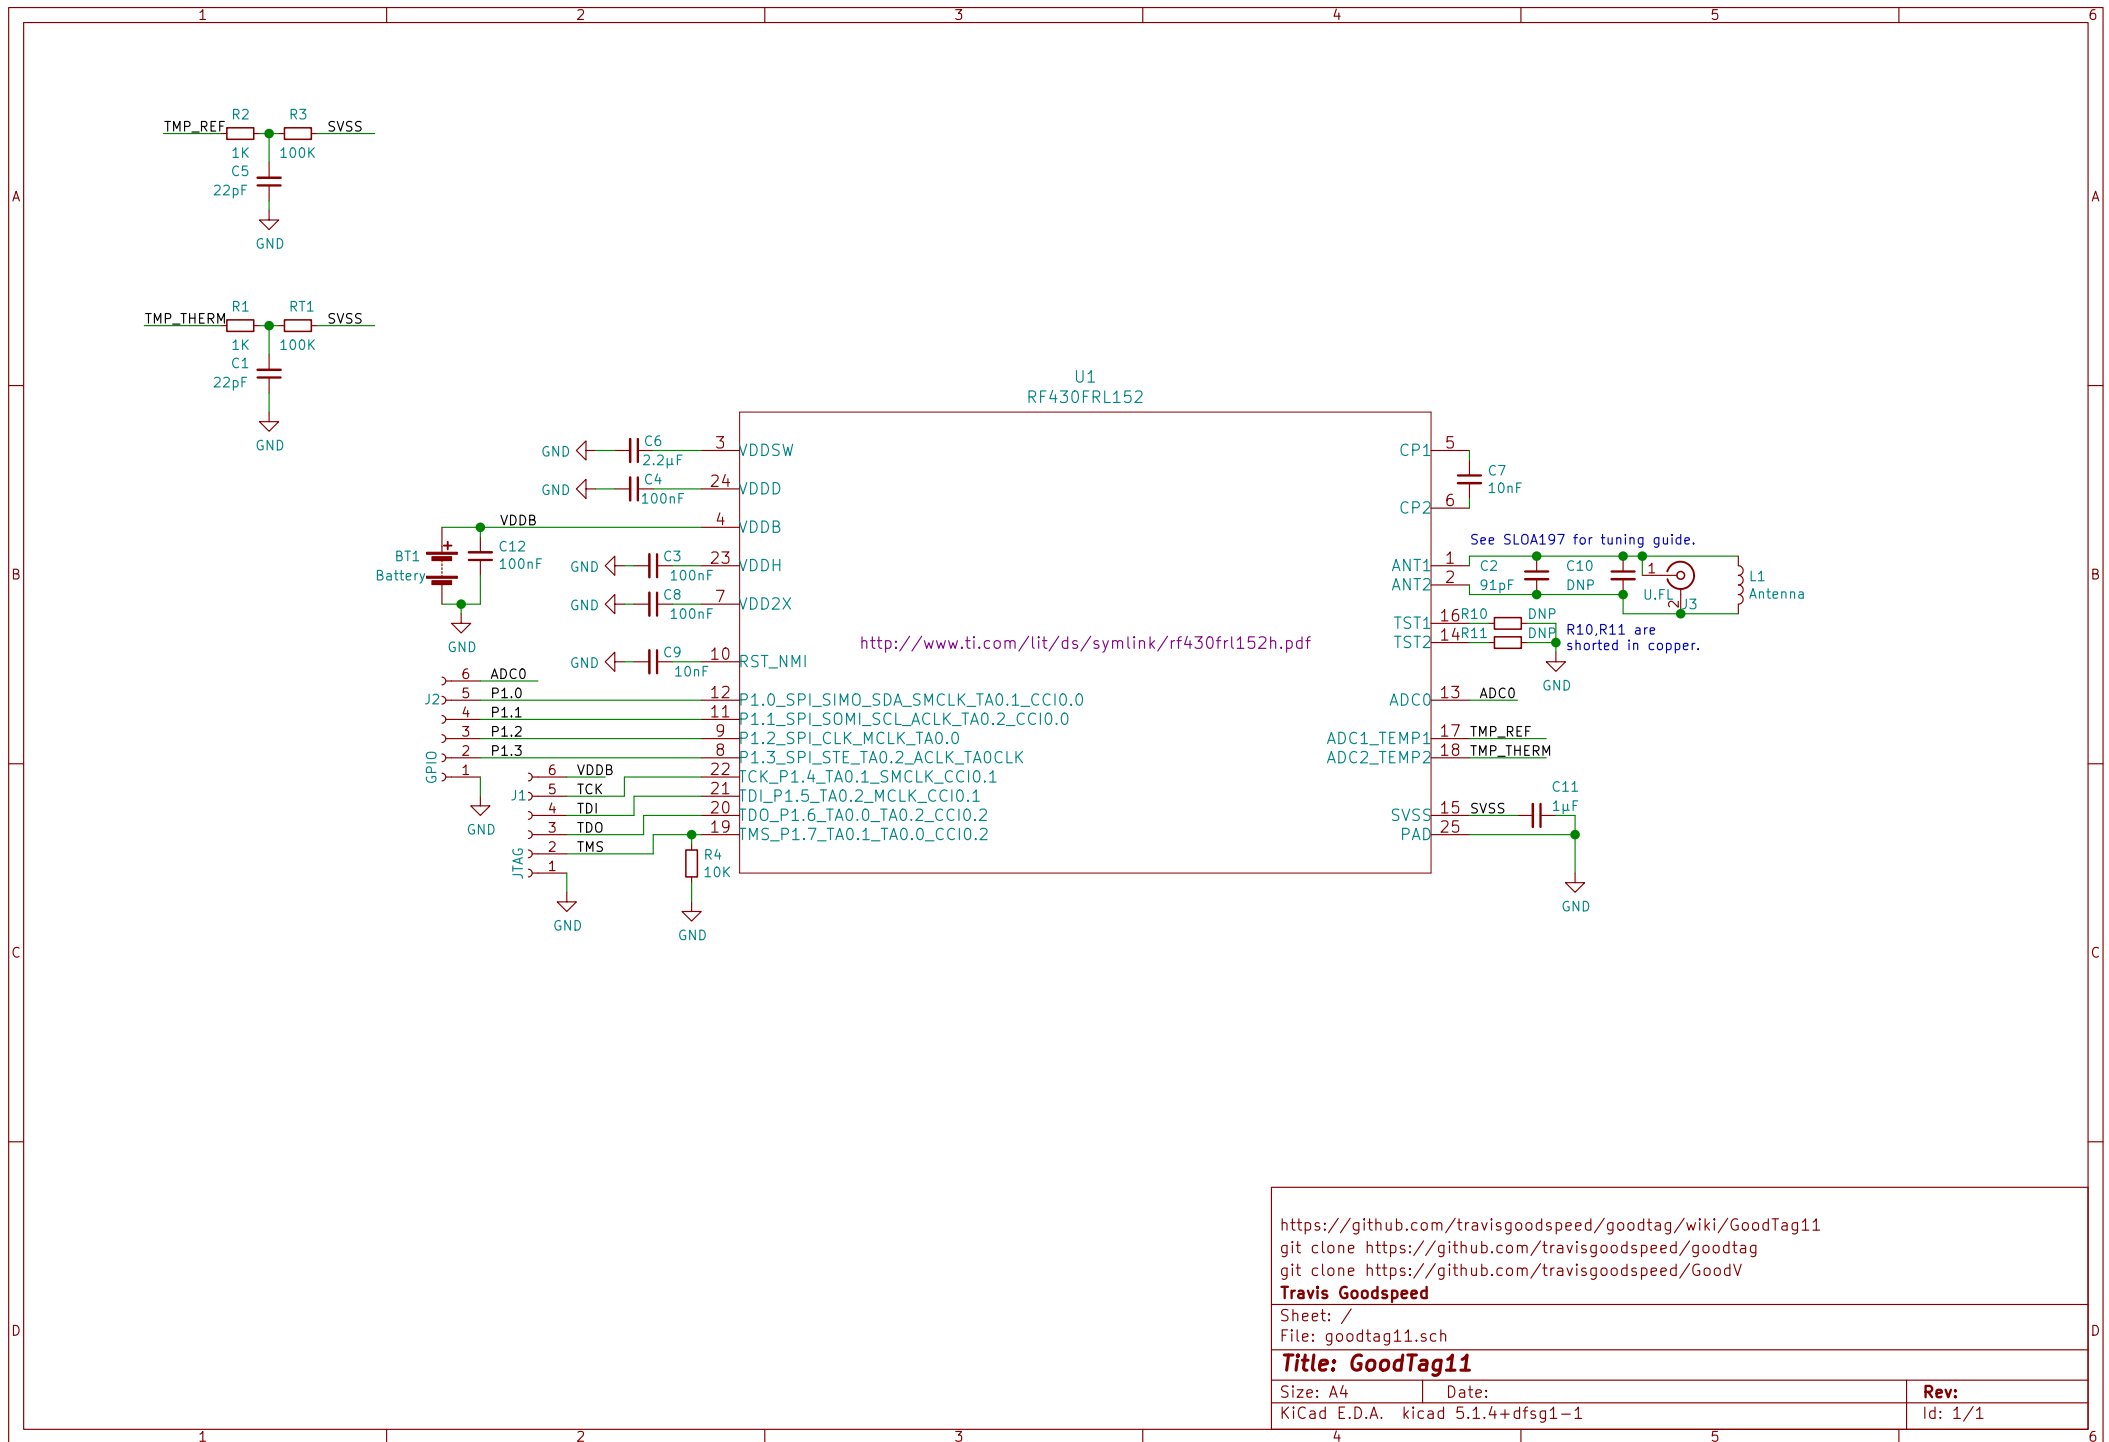 1 2 3 4 5 6
A A
B B
C C
D D
R2 R3
TMP_REF SVSS
1K 100K
C5
22pF
GND
R1 RT1
TMP_THERM SVSS
1K 100K
C1
22pF
GND
U1
RF430FRL152
GND C6 3 VDDSW
2.2µF
GND C4 24 VDDD
100nF
VDDB 4 VDDB
BT1
Battery
+
C12
100nF
GND
GND C3 23 VDDH
100nF
GND C8 7 VDD2X
100nF
GND C9 10 RST_NMI
10nF
http://www.ti.com/lit/ds/symlink/rf430frl152h.pdf
6 ADC0
J2 5 P1.0 12 P1.0_SPI_SIMO_SDA_SMCLK_TA0.1_CCI0.0
4 P1.1 11 P1.1_SPI_SOMI_SCL_ACLK_TA0.2_CCI0.0
3 P1.2 9 P1.2_SPI_CLK_MCLK_TA0.0
2 P1.3 8 P1.3_SPI_STE_TA0.2_ACLK_TA0CLK
GPIO 1
GND
6 VDDB 22 TCK_P1.4_TA0.1_SMCLK_CCI0.1
J1 5 TCK 21 TDI_P1.5_TA0.2_MCLK_CCI0.1
4 TDI 20 TDO_P1.6_TA0.0_TA0.2_CCI0.2
3 TDO 19 TMS_P1.7_TA0.1_TA0.0_CCI0.2
2 TMS
JTAG 1
GND
R4
10K
GND
CP1 5
C7
10nF
CP2 6
See SLOA197 for tuning guide.
ANT1 1
ANT2 2
C2
91pF
C10
DNP
1
U.FL 2 J3
L1
Antenna
TST1 16 R10 DNP
TST2 14 R11 DNP
R10,R11 are
shorted in copper.
GND
ADC0 13 ADC0
ADC1_TEMP1 17 TMP_REF
ADC2_TEMP2 18 TMP_THERM
C11
1µF
SVSS 15 SVSS
PAD 25
GND
https://github.com/travisgoodspeed/goodtag/wiki/GoodTag11
git clone https://github.com/travisgoodspeed/goodtag
git clone https://github.com/travisgoodspeed/GoodV
Travis Goodspeed
Sheet: /
File: goodtag11.sch
Title: GoodTag11
Size: A4 Date: Rev:
KiCad E.D.A. kicad 5.1.4+dfsg1-1 Id: 1/1
1 2 3 4 5 6